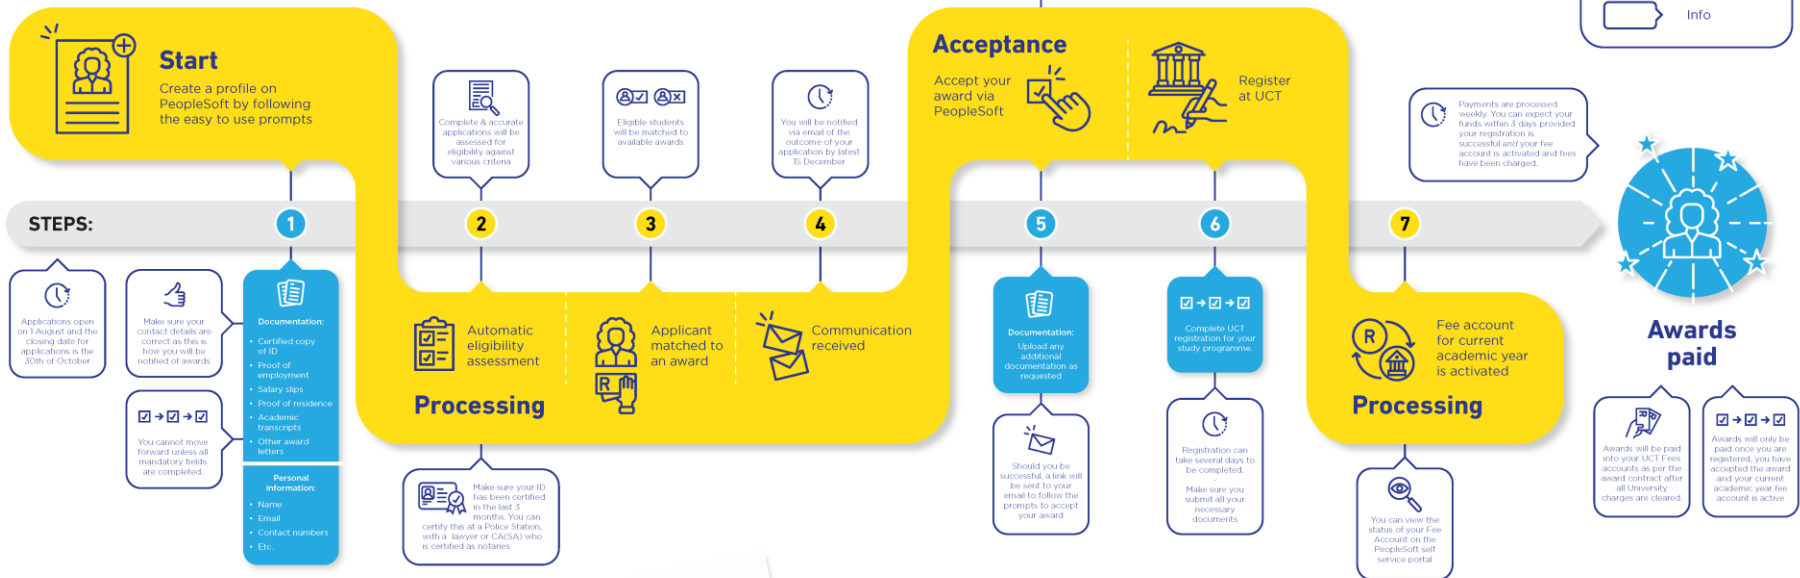 Info
Start
Create a profile on
PeopleSoft by following
the easy to use prompts
Complete & accurate
applications will be
assessed for
eligibility against
various criteria
Eligible students
will be matched to
available awards
You will be notified
via email of the
outcome of your
application by latest
15 December
Acceptance
Accept your
award via
PeopleSoft
Register
at UCT
Payments are processed
weekly. You can expect your
funds within 3 days provided
your registration is
successful and your fee
account is activated and fees
have been charged.
STEPS:
1
2
3
4
5
6
7
Applications open
on 1 August and the
closing date for
applications is the
30th of October
Make sure your
contact details are
correct as this is
how you will be
notified of awards
You cannot move
forward unless all
mandatory fields
are completed.
Documentation:
• Certified copy
of ID
• Proof of
employment
• Salary slips
• Proof of residence
• Academic
transcripts
• Other award
letters
Personal
information:
• Name
• Email
• Contact numbers
• Etc.
Automatic
eligibility
assessment
R
Applicant
matched to
an award
Communication
received
Processing
Make sure your ID
has been certified
in the last 3
months. You can
certify this at a Police Station,
with a lawyer or CA(SA) who
is certified as notaries
Documentation:
Upload any
additional
documentation as
requested
Should you be
successful, a link will
be sent to your
email to follow the
prompts to accept
your award
Complete UCT
registration for your
study programme.
Registration can
take several days to
be completed.
-
Make sure you
submit all your
necessary
documents
R
Fee account
for current
academic year
is activated
Processing
You can view the
status of your Fee
Account on the
PeopleSoft self
service portal
Awards
paid
R
Awards will be paid
into your UCT Fees
accounts as per the
award contract after
all University
charges are cleared.
Awards will only be
paid once you are
registered, you have
accepted the award
and your current
academic year fee
account is active